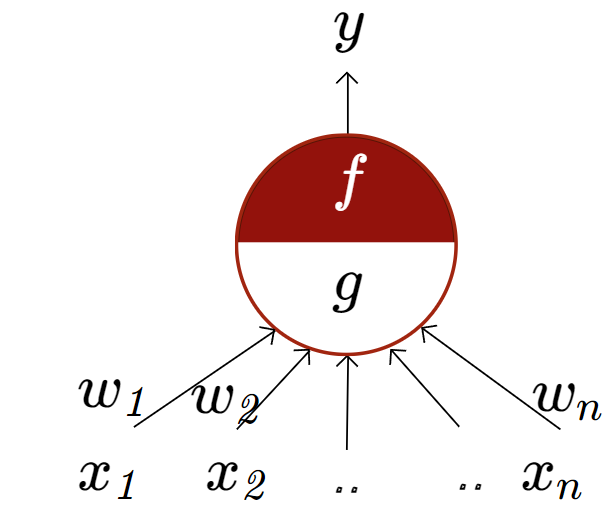 y
f
g
w₁ w₂ wₙ
x₁ x₂ .. .. xₙ